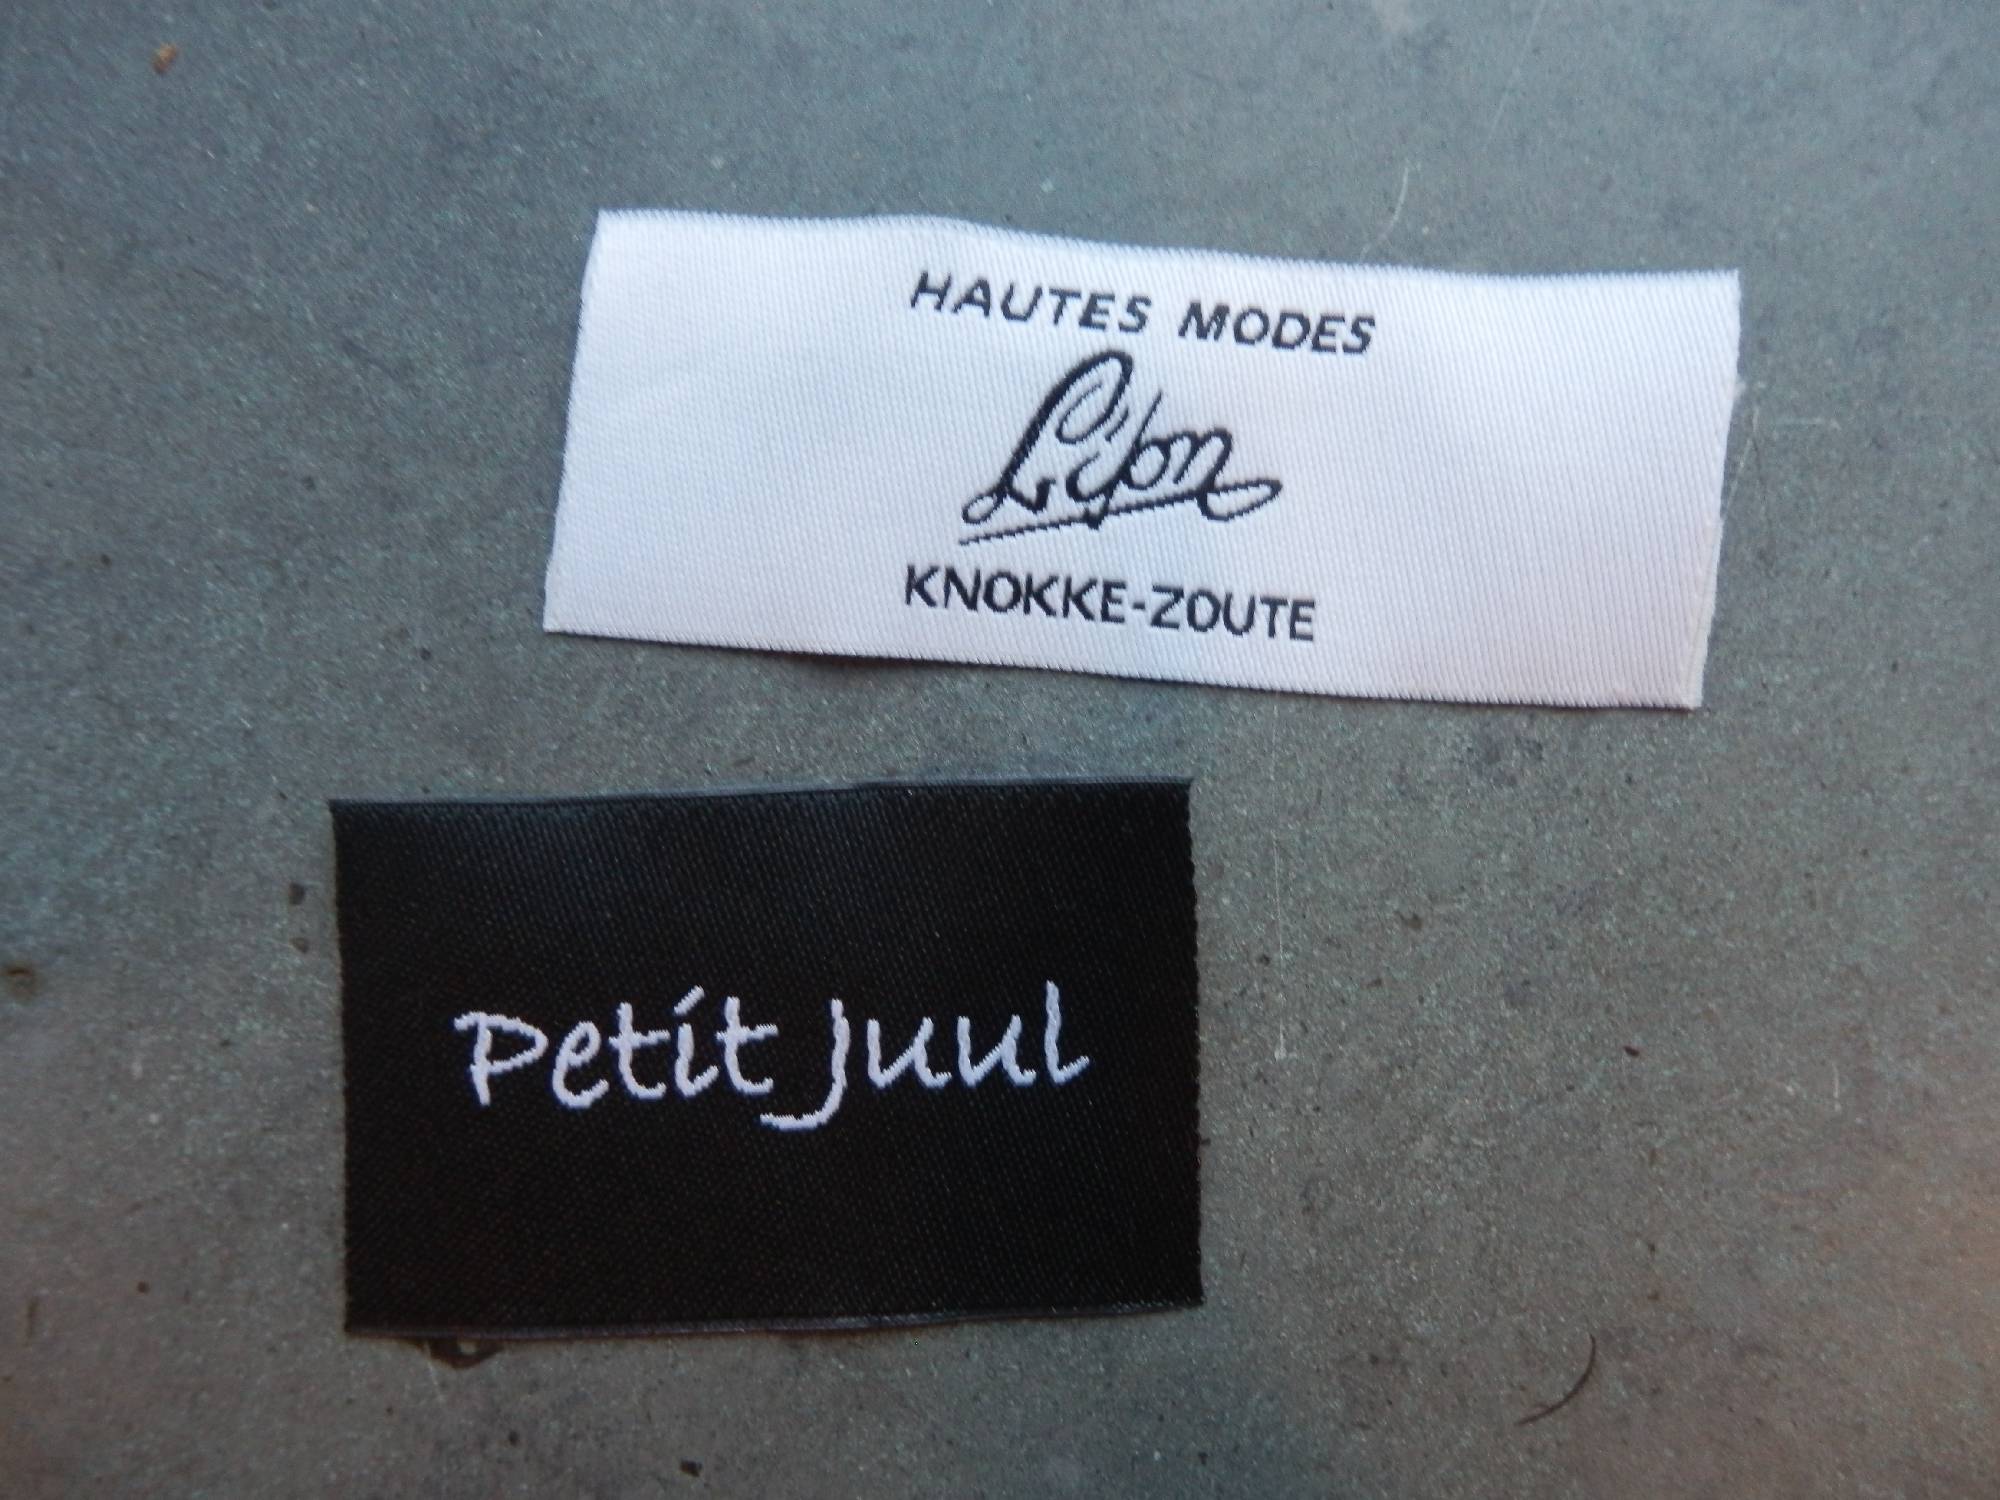 HAUTES MODES
KNOKKE-ZOUTE
Petit Juul